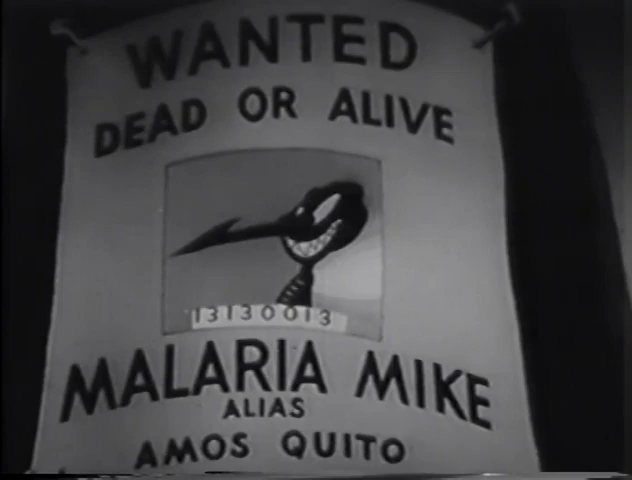 WANTED
DEAD OR ALIVE
13130013
MALARIA MIKE
ALIAS
AMOS QUITO